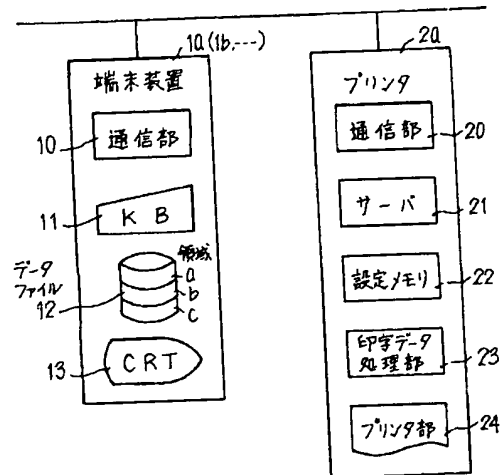 1a(1b,---)
端末装置
10
通信部
11
KB
データ
ファイル
12
領域
a
b
c
13
CRT
2a
プリンタ
通信部
20
サーバ
21
設定メモリ
22
印字データ
処理部
23
プリンタ部
24